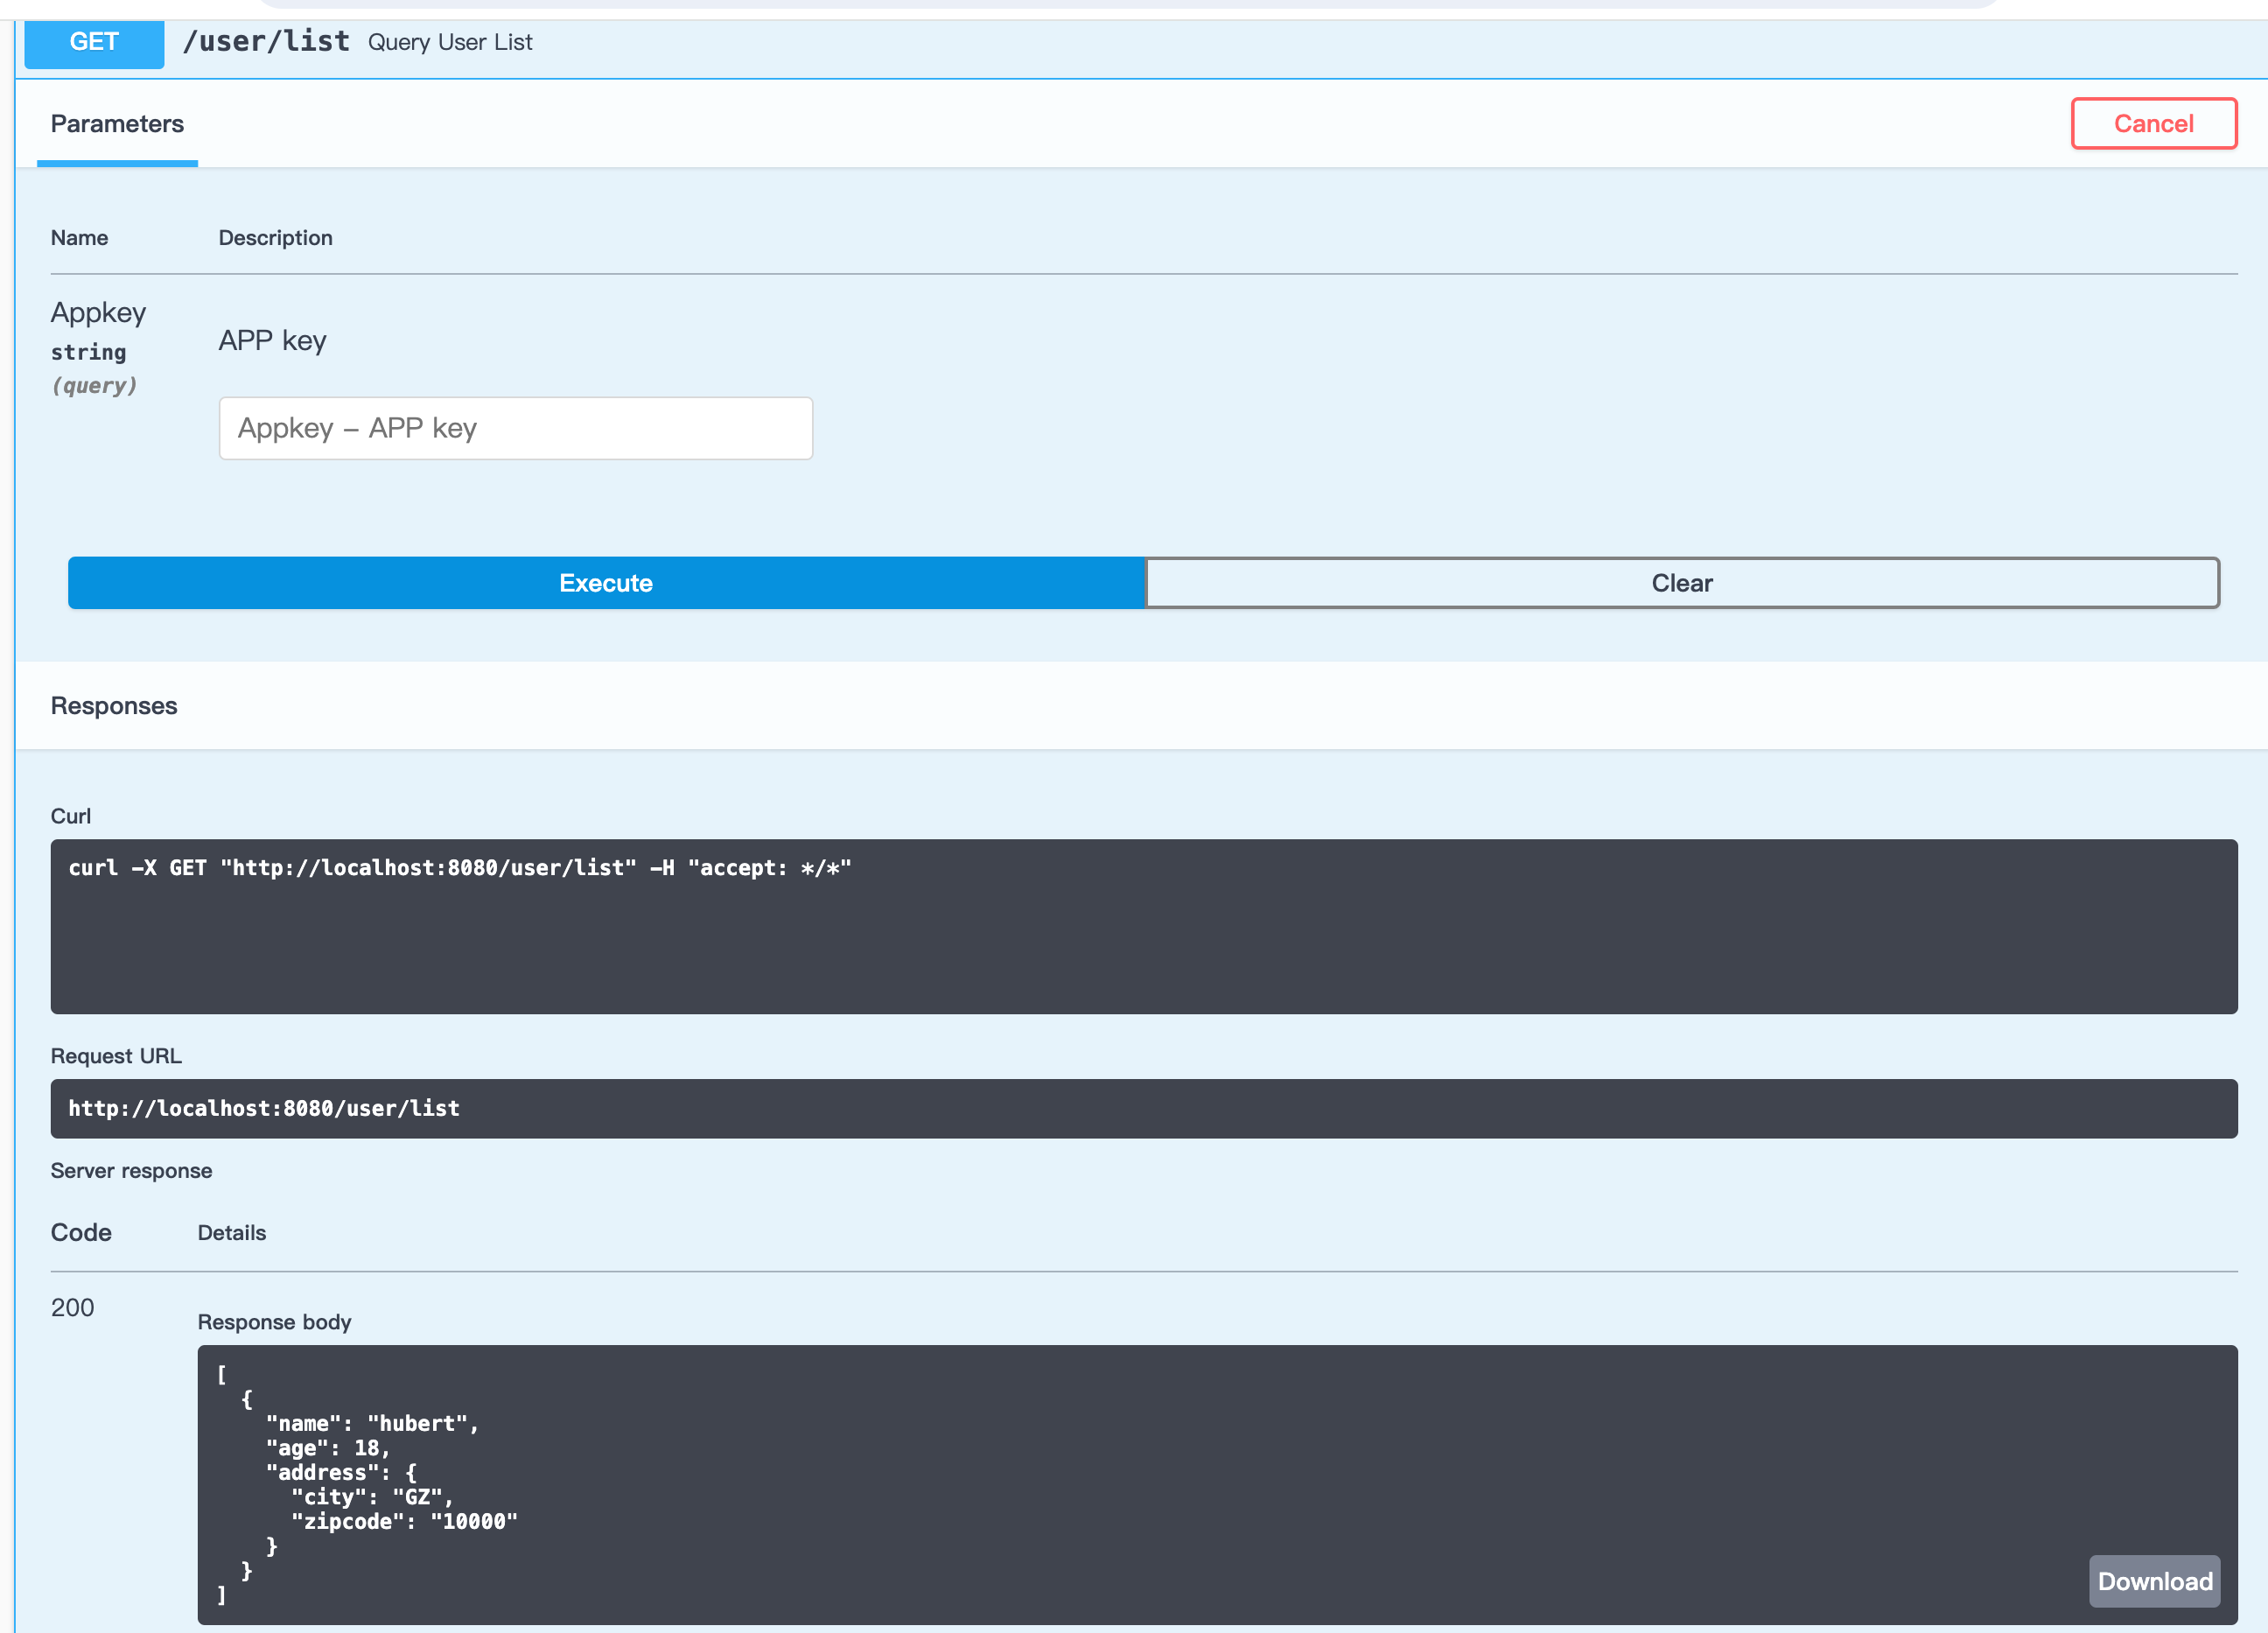 GET /user/list Query User List
Parameters
Cancel
Name Description
Appkey
string
(query)
APP key
Appkey – APP key
Execute
Clear
Responses
Curl
curl -X GET "http://localhost:8080/user/list" -H "accept: */*"
Request URL
http://localhost:8080/user/list
Server response
Code Details
200
Response body
[
  {
    "name": "hubert",
    "age": 18,
    "address": {
      "city": "GZ",
      "zipcode": "10000"
    }
  }
]
Download